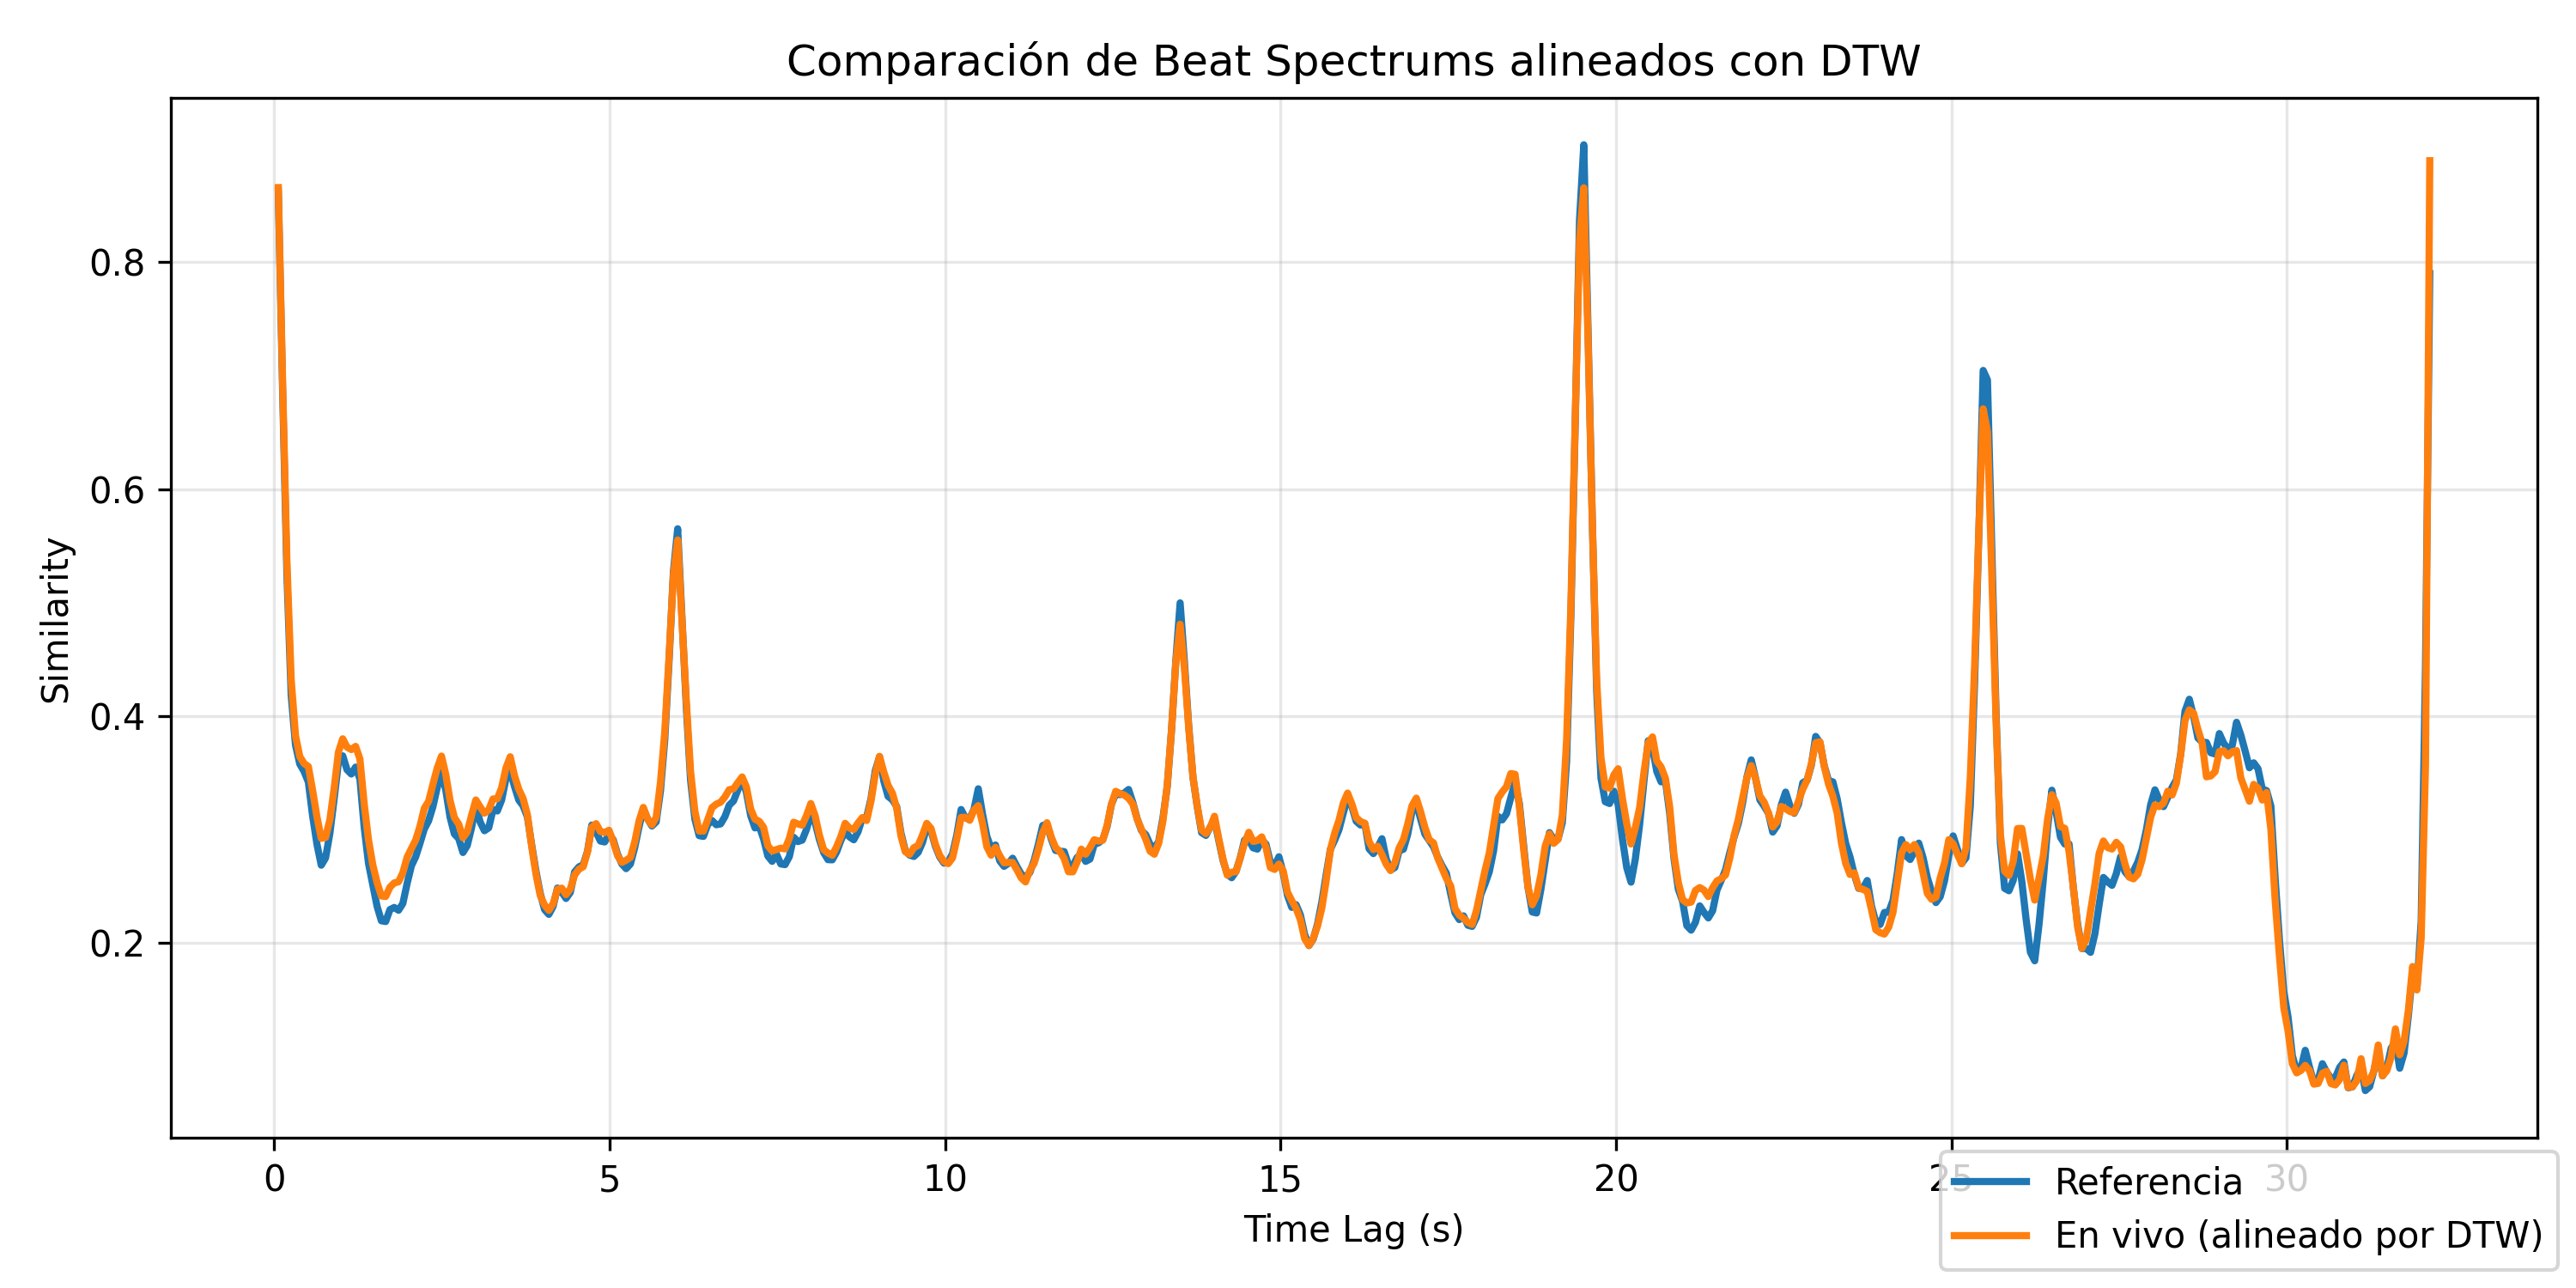 Comparación de Beat Spectrums alineados con DTW
Similarity
0.8
0.6
0.4
0.2
0 5 10 15 20 25 30
Time Lag (s)
Referencia
En vivo (alineado por DTW)